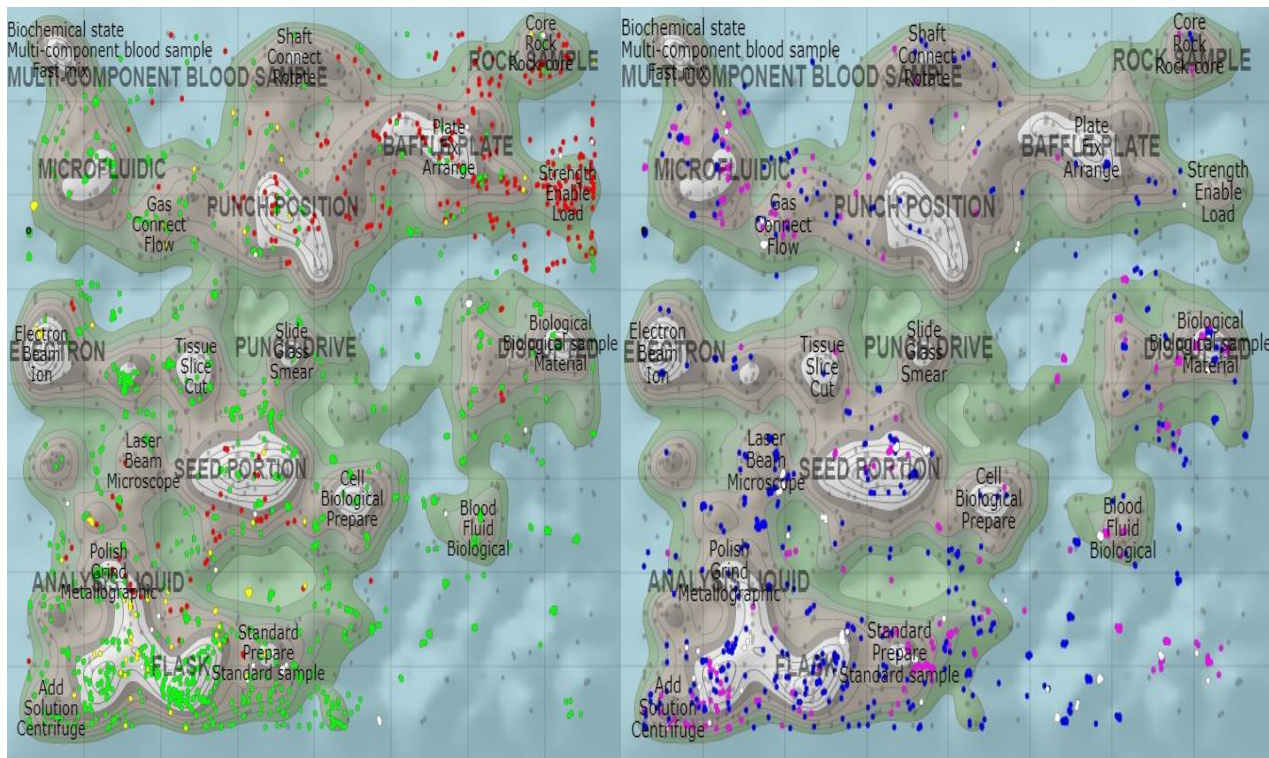 Biochemical state
Multi-component blood sample
Fast mix
MULTI COMPONENT BLOOD SAMPLE
Shaft
Connect
Rotate
Core
Rock
Rock core
ROCK SAMPLE
Plate
Fix
Arrange
BAFFLE PLATE
MICROFLUIDIC
Strength
Enable
Load
Gas
Connect
Flow
PUNCH POSITION
Electron
Beam
Ion
ELECTRON
Tissue
Slice
Cut
Slide
Glass
Smear
PUNCH DRIVE
Biological
Biological sample
Material
Laser
Beam
Microscope
SEED PORTION
Cell
Biological
Prepare
Blood
Fluid
Biological
Polish
Grind
Metallographic
ANALYSIS LIQUID
FLASK
Standard
Prepare
Standard sample
Add
Solution
Centrifuge
Biochemical state
Multi-component blood sample
Fast mix
MULTI COMPONENT BLOOD SAMPLE
Shaft
Connect
Rotate
Core
Rock
Rock core
ROCK SAMPLE
Plate
Fix
Arrange
BAFFLE PLATE
MICROFLUIDIC
Strength
Enable
Load
Gas
Connect
Flow
PUNCH POSITION
Electron
Beam
Ion
ELECTRON
Tissue
Slice
Cut
Slide
Glass
Smear
PUNCH DRIVE
Biological
Biological sample
Material
Laser
Beam
Microscope
SEED PORTION
Cell
Biological
Prepare
Blood
Fluid
Biological
Polish
Grind
Metallographic
ANALYSIS LIQUID
FLASK
Standard
Prepare
Standard sample
Add
Solution
Centrifuge